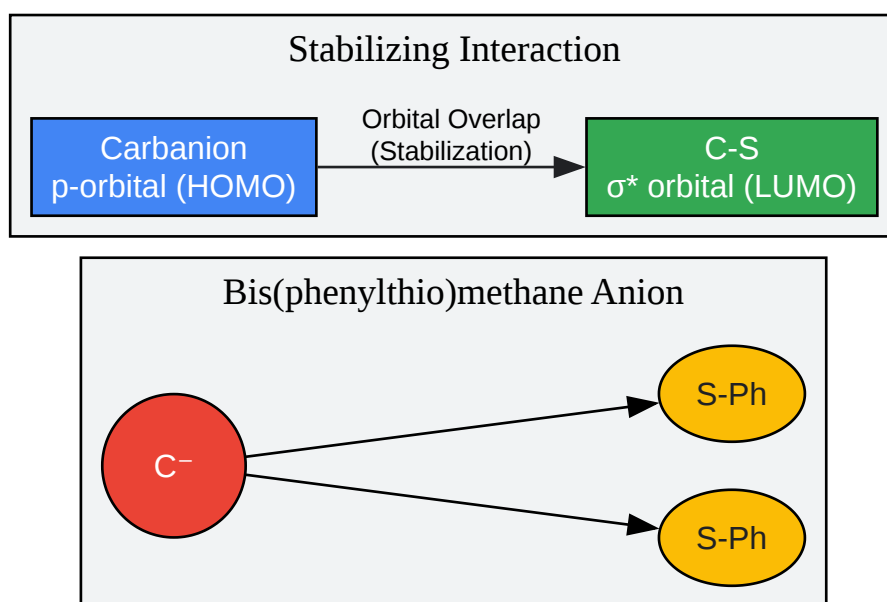 Stabilizing Interaction
Carbanion
p-orbital (HOMO)
Orbital Overlap
(Stabilization)
C-S
σ* orbital (LUMO)
Bis(phenylthio)methane Anion
C⁻
S-Ph
S-Ph